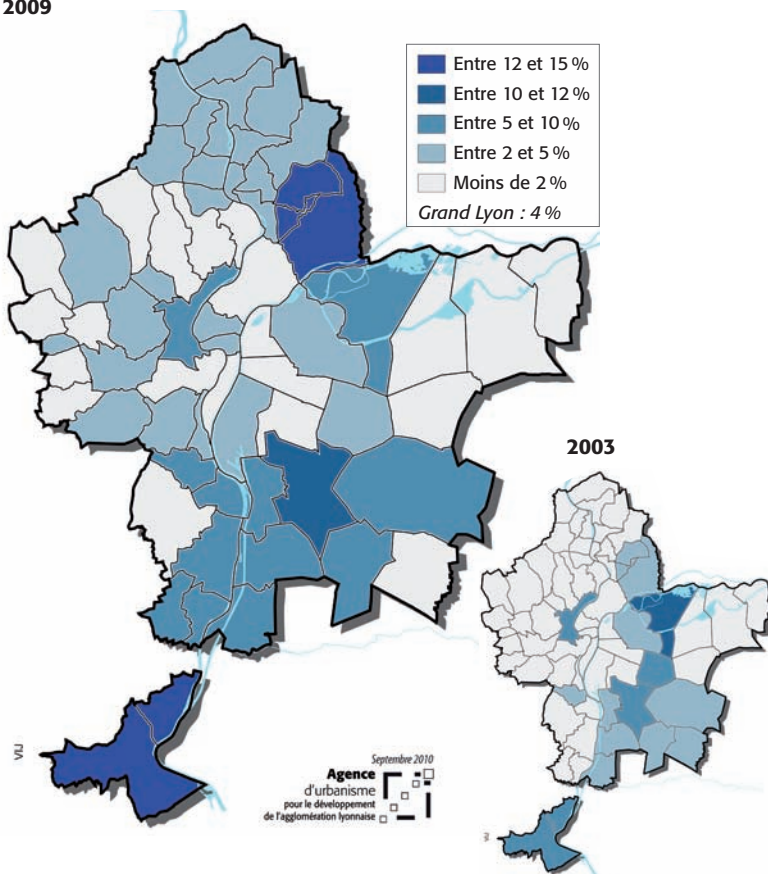 2009
Entre 12 et 15 %
Entre 10 et 12 %
Entre 5 et 10 %
Entre 2 et 5 %
Moins de 2 %
Grand Lyon : 4 %
2003
Septembre 2010
Agence
d'urbanisme
pour le développement
de l'agglomération lyonnaise